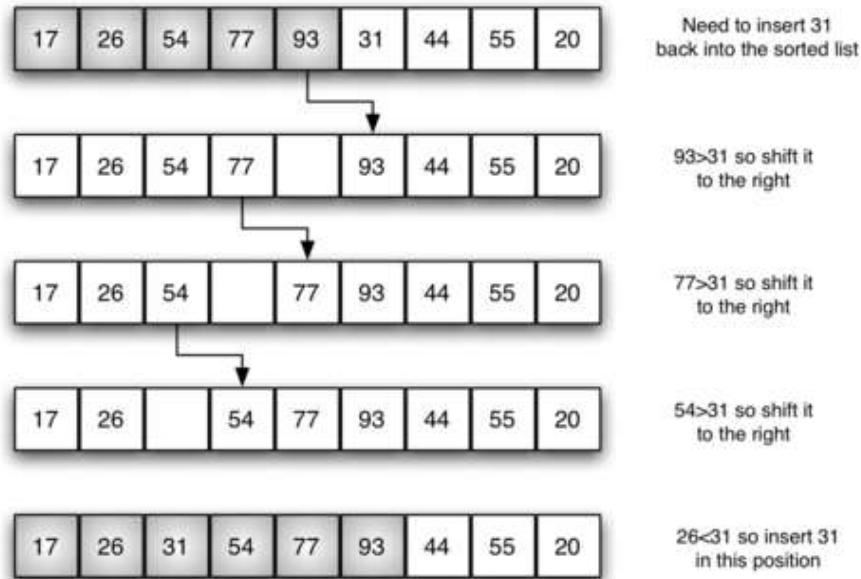 17 26 54 77 93 31 44 55 20
Need to insert 31
back into the sorted list
17 26 54 77 93 44 55 20
93>31 so shift it
to the right
17 26 54 77 93 44 55 20
77>31 so shift it
to the right
17 26 54 77 93 44 55 20
54>31 so shift it
to the right
17 26 31 54 77 93 44 55 20
26<31 so insert 31
in this position